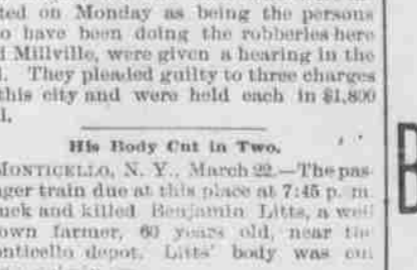 ted on Monday as being the persons
o have been doing the robberies here
d Millville, were given a hearing in the
l. They pleaded guilty to three charges
this city and were held each in $1,800
l.
His Body Cut in Two.
MONTICELLO, N. Y., March 22.—The pas-
nger train due at this place at 7:45 p. m.
uck and killed Benjamin Litts, a well
own farmer, 60 years old, near the
onticello depot. Litts' body was cut